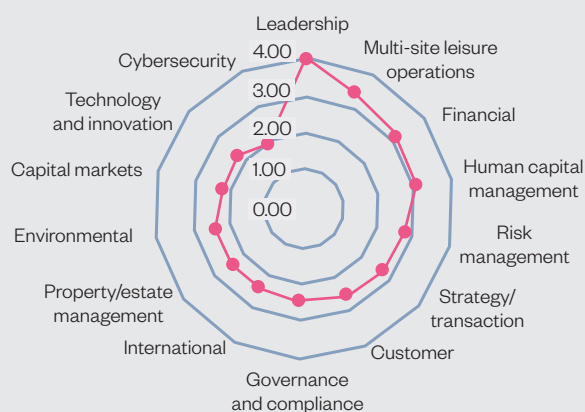 Leadership
Multi-site leisure
operations
Financial
Human capital
management
Risk
management
Strategy/
transaction
Customer
Governance
and compliance
International
Property/estate
management
Environmental
Capital markets
Technology
and innovation
Cybersecurity
4.00
3.00
2.00
1.00
0.00